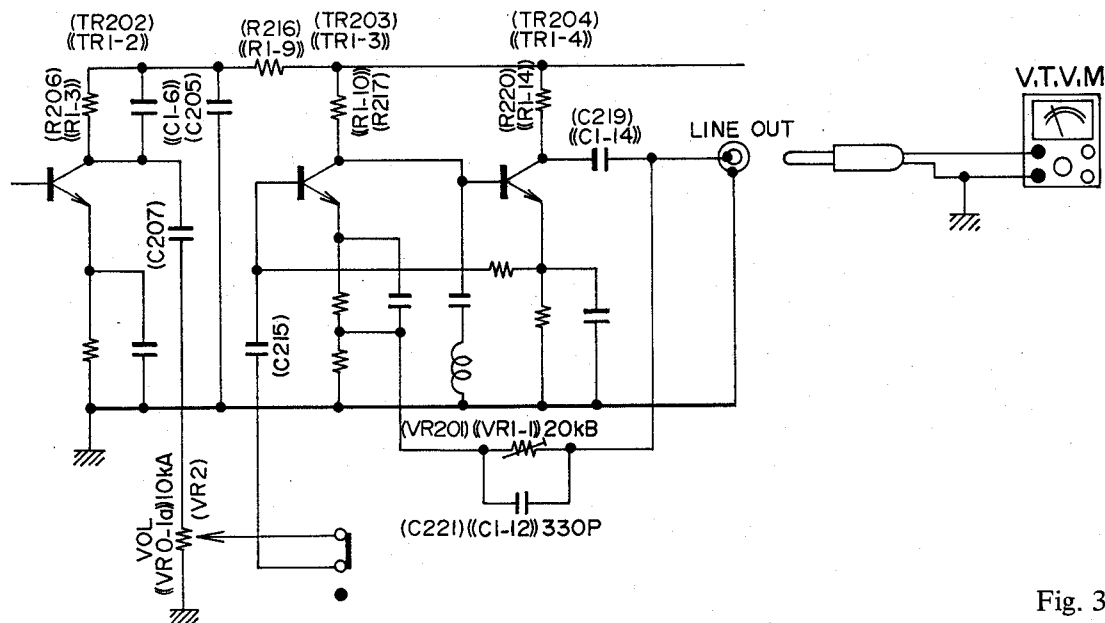 (TR202)
((TR1-2))
(R216)
((R1-9))
(TR203)
((TR1-3))
(TR204)
((TR1-4))
(R206)
((R1-3))
((C1-6))
(C205)
((R1-10))
(R217)
(R220)
((R1-14))
(C219)
((C1-14))
LINE OUT
V.T.V.M
(C207)
(C215)
(VR201) ((VR1-1)) 20kB
(C221) ((C1-12)) 330P
VOL
((VR0-1a)) 10kA
(VR2)
Fig. 3